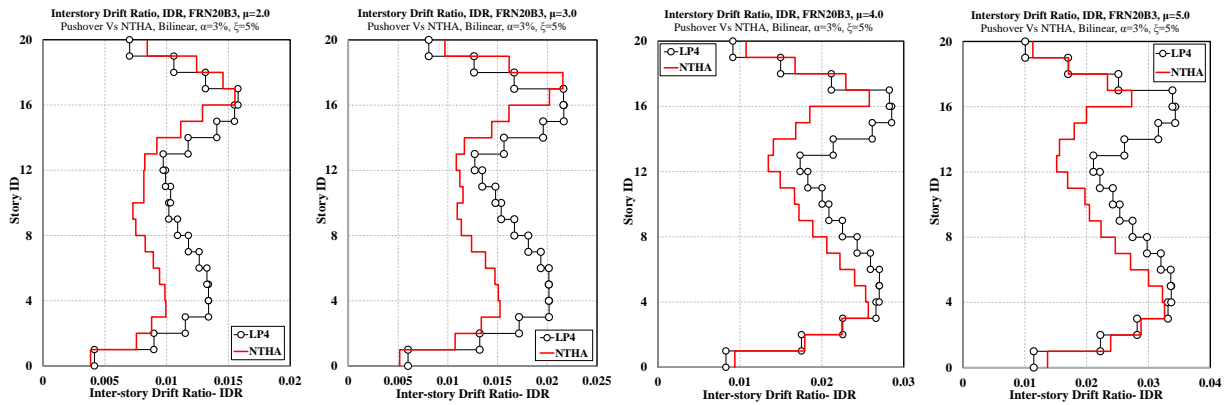 Interstory Drift Ratio, IDR, FRN20B3, μ=2.0
Pushover Vs NTHA, Bilinear, α=3%, ξ=5%
20
16
12
8
4
0
Story ID
LP4
NTHA
0
0.005
0.01
0.015
0.02
Inter-story Drift Ratio- IDR
Interstory Drift Ratio, IDR, FRN20B3, μ=3.0
Pushover Vs NTHA, Bilinear, α=3%, ξ=5%
20
16
12
8
4
0
Story ID
LP4
NTHA
0
0.005
0.01
0.015
0.02
0.025
Inter-story Drift Ratio- IDR
Interstory Drift Ratio, IDR, FRN20B3, μ=4.0
Pushover Vs NTHA, Bilinear, α=3%, ξ=5%
20
16
12
8
4
0
Story ID
LP4
NTHA
0
0.01
0.02
0.03
Inter-story Drift Ratio- IDR
Interstory Drift Ratio, IDR, FRN20B3, μ=5.0
Pushover Vs NTHA, Bilinear, α=3%, ξ=5%
20
16
12
8
4
0
Story ID
LP4
NTHA
0
0.01
0.02
0.03
0.04
Inter-story Drift Ratio- IDR